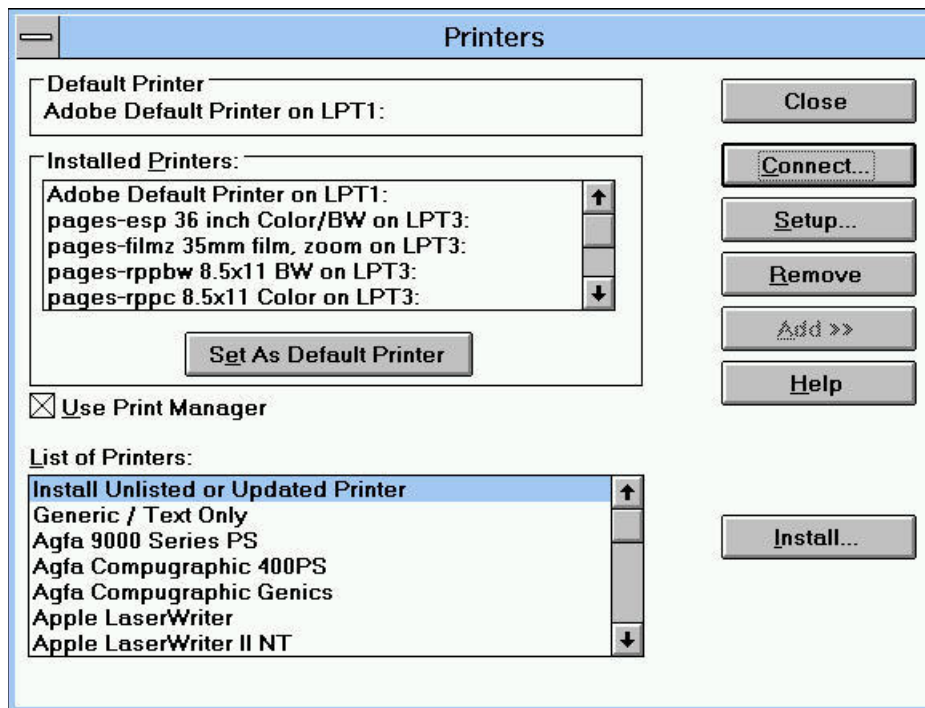 Printers
Default Printer
Adobe Default Printer on LPT1:
Close
Installed Printers:
Connect...
Adobe Default Printer on LPT1:
pages-esp 36 inch Color/BW on LPT3:
pages-filmz 35mm film, zoom on LPT3:
pages-rppbw 8.5x11 BW on LPT3:
pages-rppc 8.5x11 Color on LPT3:
Setup...
Remove
Add >>
Set As Default Printer
Help
Use Print Manager
List of Printers:
Install Unlisted or Updated Printer
Generic / Text Only
Agfa 9000 Series PS
Agfa Compugraphic 400PS
Agfa Compugraphic Genics
Apple LaserWriter
Apple LaserWriter II NT
Install...